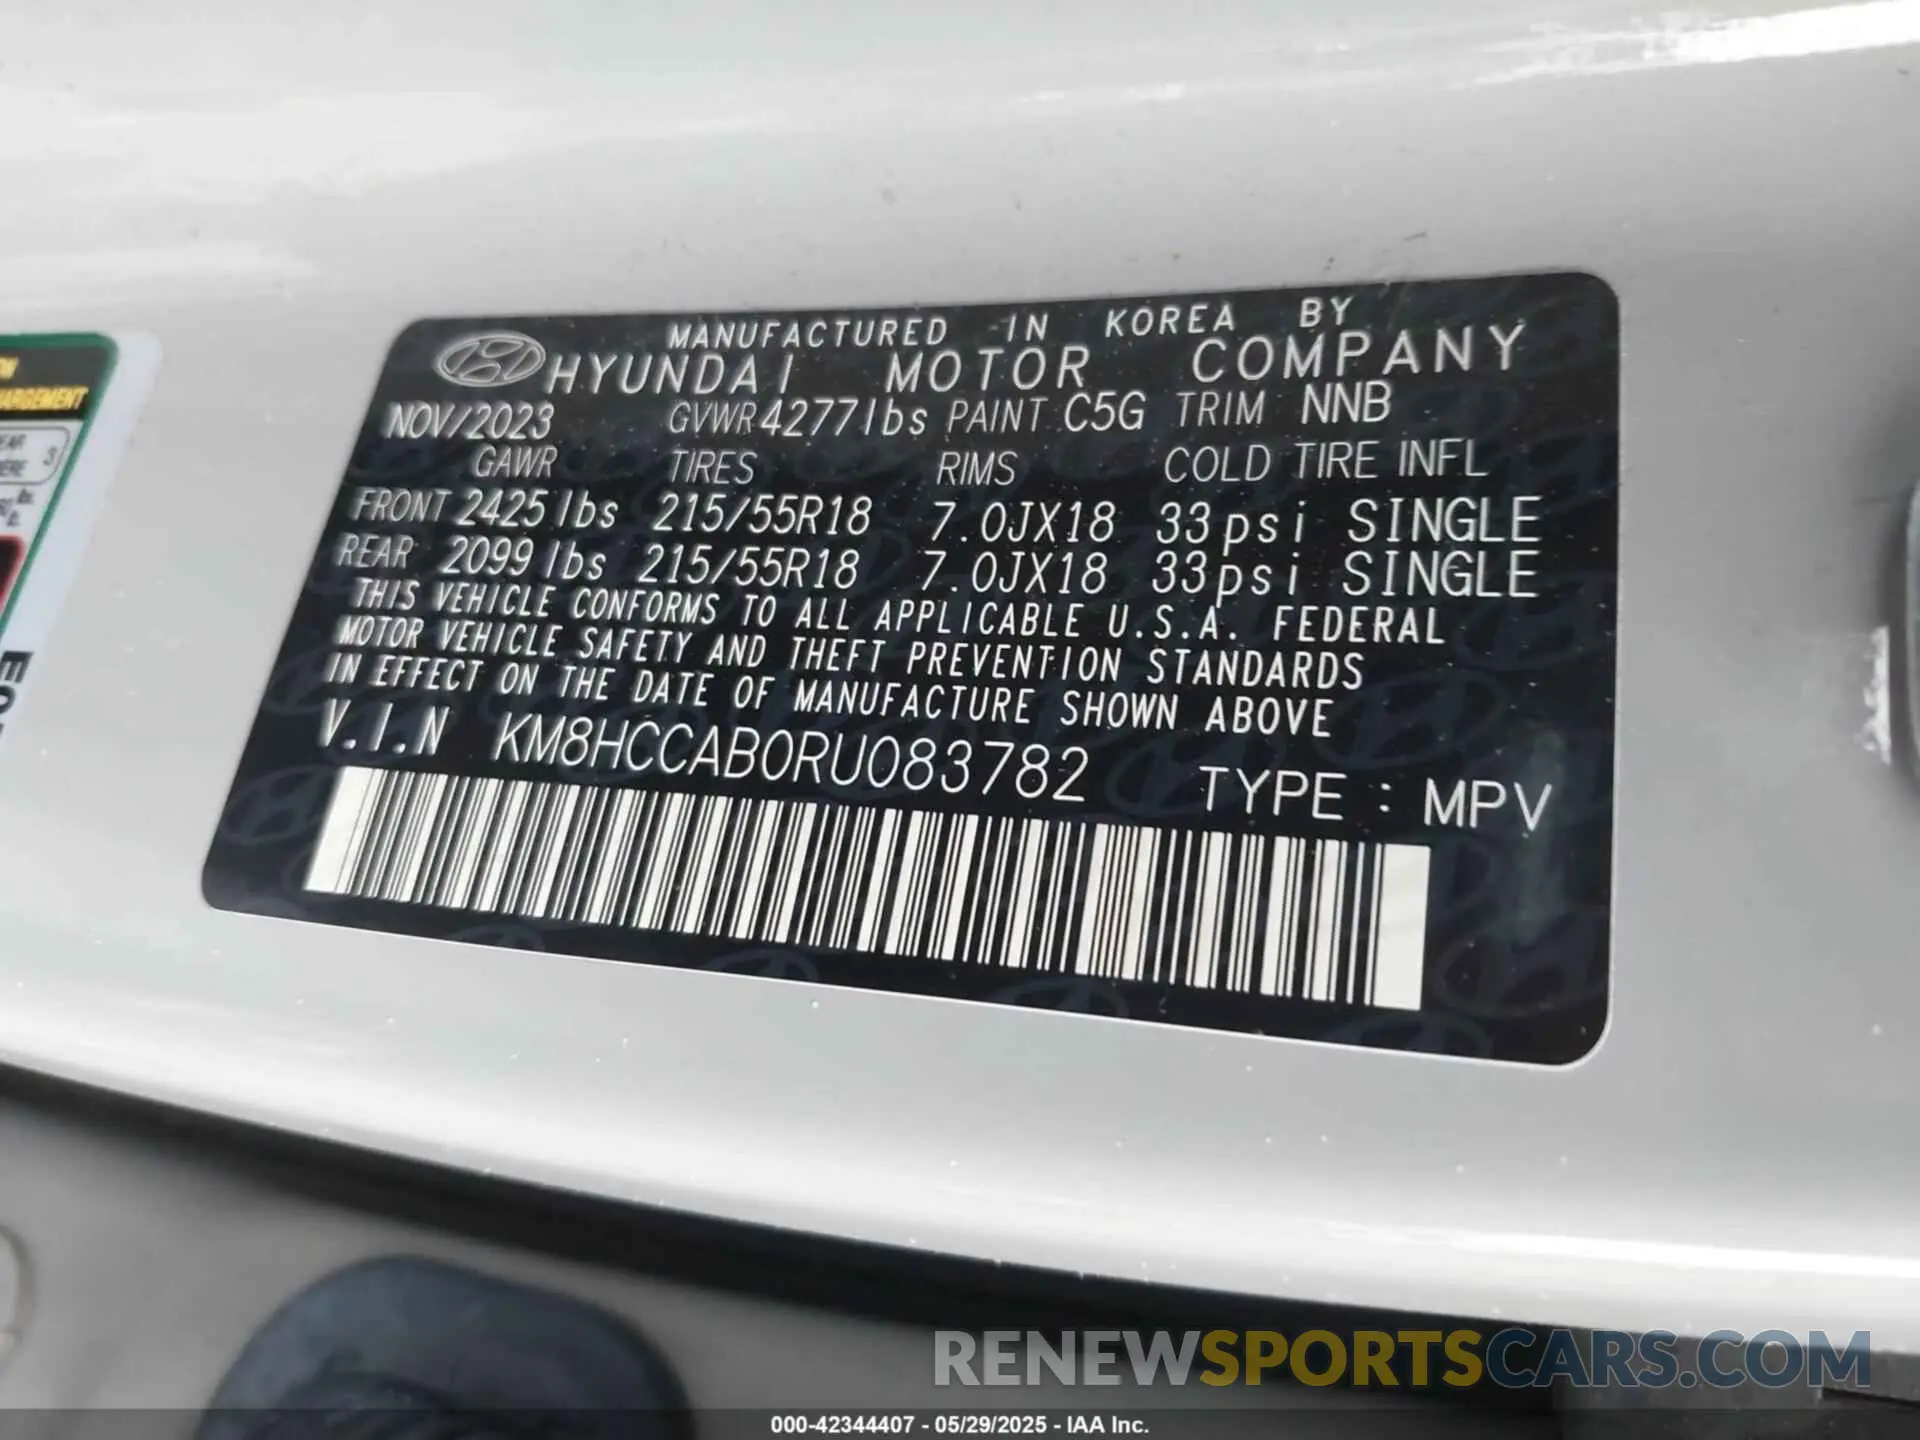 MANUFACTURED IN KOREA BY
HYUNDAI MOTOR COMPANY
NOV/2023 GVWR 4277lbs PAINT C5G TRIM NNB
GAWR TIRES RIMS COLD TIRE INFL
FRONT 2425 lbs 215/55R18 7.0JX18 33psi SINGLE
REAR 2099 lbs 215/55R18 7.0JX18 33psi SINGLE
THIS VEHICLE CONFORMS TO ALL APPLICABLE U.S.A. FEDERAL
MOTOR VEHICLE SAFETY AND THEFT PREVENTION STANDARDS
IN EFFECT ON THE DATE OF MANUFACTURE SHOWN ABOVE
V.I.N KM8HCCAB0RU083782
TYPE : MPV
RENEWSPORTSCARS.COM
000-42344407 - 05/29/2025 - IAA Inc.